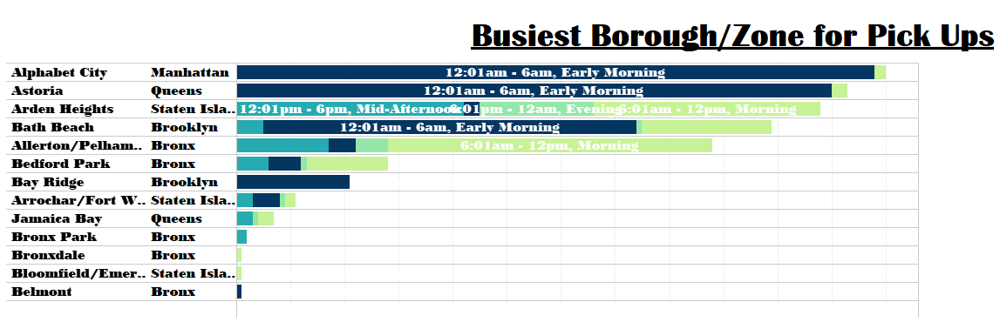 Busiest Borough/Zone for Pick Ups
Alphabet City Manhattan 12:01am - 6am, Early Morning
Astoria Queens 12:01am - 6am, Early Morning
Arden Heights Staten Isla.. 12:01pm - 6pm, Mid-Afternoon 6:01pm - 12am, Evening 6:01am - 12pm, Morning
Bath Beach Brooklyn 12:01am - 6am, Early Morning
Allerton/Pelham.. Bronx 6:01am - 12pm, Morning
Bedford Park Bronx
Bay Ridge Brooklyn
Arrochar/Fort W.. Staten Isla..
Jamaica Bay Queens
Bronx Park Bronx
Bronxdale Bronx
Bloomfield/Emer.. Staten Isla..
Belmont Bronx